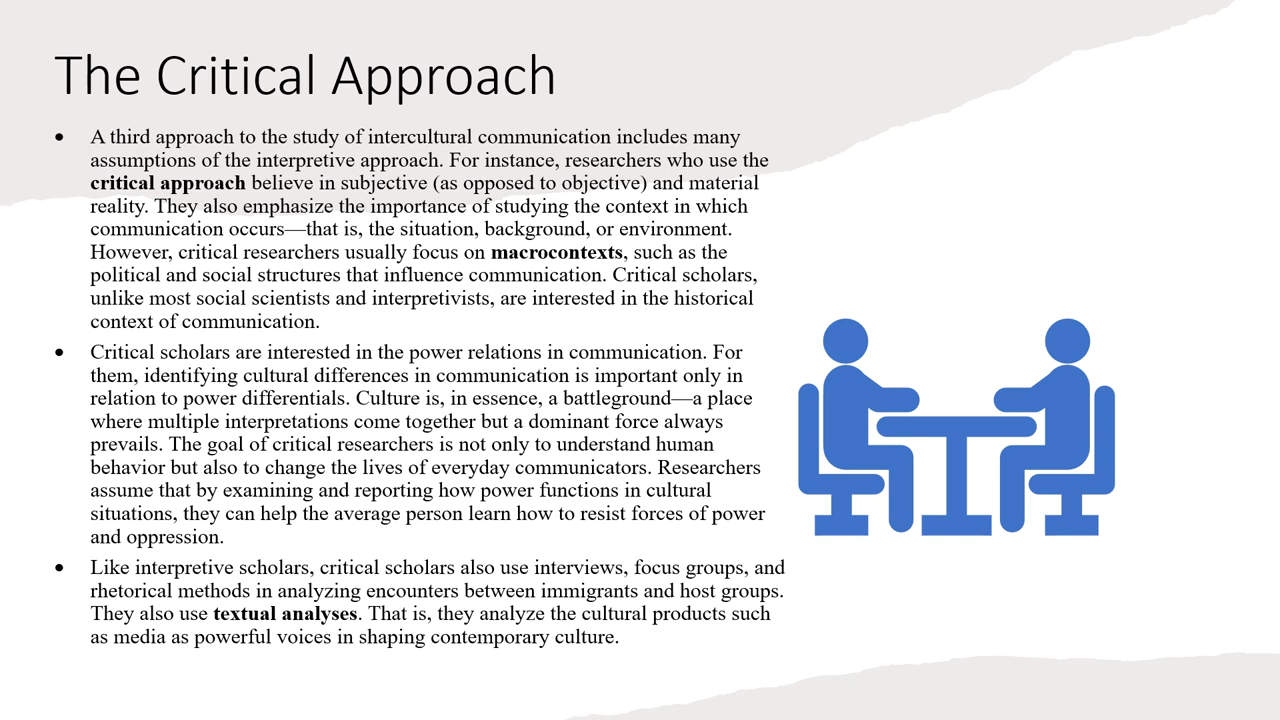 The Critical Approach
• A third approach to the study of intercultural communication includes many
assumptions of the interpretive approach. For instance, researchers who use the
critical approach believe in subjective (as opposed to objective) and material
reality. They also emphasize the importance of studying the context in which
communication occurs—that is, the situation, background, or environment.
However, critical researchers usually focus on macrocontexts, such as the
political and social structures that influence communication. Critical scholars,
unlike most social scientists and interpretivists, are interested in the historical
context of communication.
• Critical scholars are interested in the power relations in communication. For
them, identifying cultural differences in communication is important only in
relation to power differentials. Culture is, in essence, a battleground—a place
where multiple interpretations come together but a dominant force always
prevails. The goal of critical researchers is not only to understand human
behavior but also to change the lives of everyday communicators. Researchers
assume that by examining and reporting how power functions in cultural
situations, they can help the average person learn how to resist forces of power
and oppression.
• Like interpretive scholars, critical scholars also use interviews, focus groups, and
rhetorical methods in analyzing encounters between immigrants and host groups.
They also use textual analyses. That is, they analyze the cultural products such
as media as powerful voices in shaping contemporary culture.